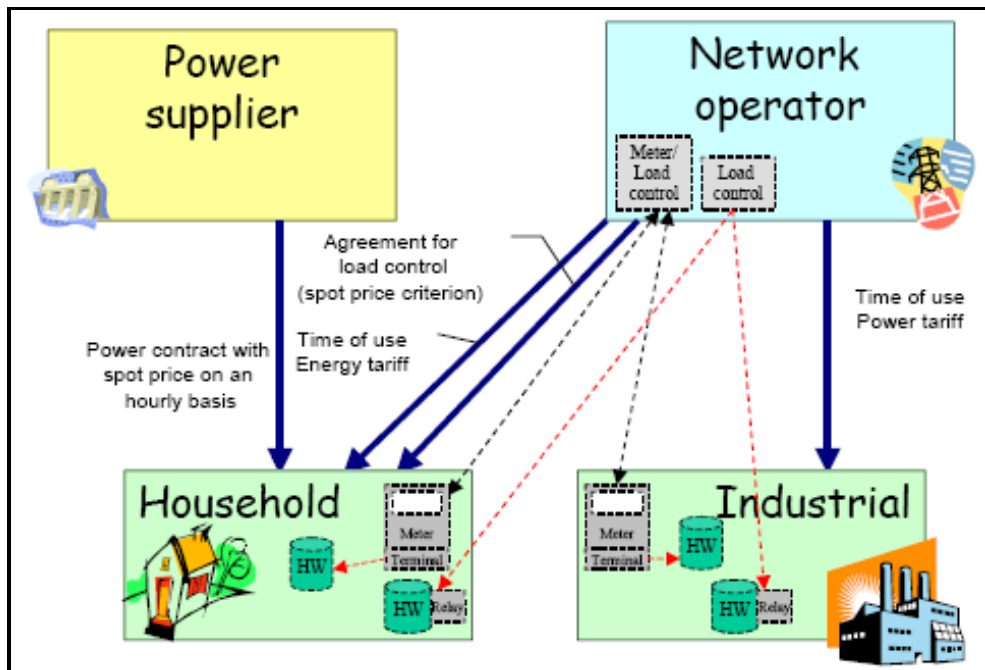 Power
supplier
Network
operator
Meter/
Load
control
Load
control
Agreement for
load control
(spot price criterion)
Time of use
Energy tariff
Power contract with
spot price on an
hourly basis
Time of use
Power tariff
Household
Meter
Terminal
HW
HW
Relay
Industrial
Meter
Terminal
HW
HW
Relay